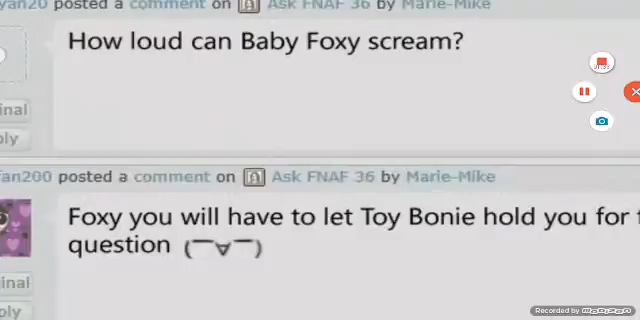 yan20 posted a comment on Ask FNAF 36 by Marie-Mike
How loud can Baby Foxy scream?
inal
ply
fan200 posted a comment on Ask FNAF 36 by Marie-Mike
Foxy you will have to let Toy Bonie hold you for
question (￣∀￣)
inal
ply
Recorded by